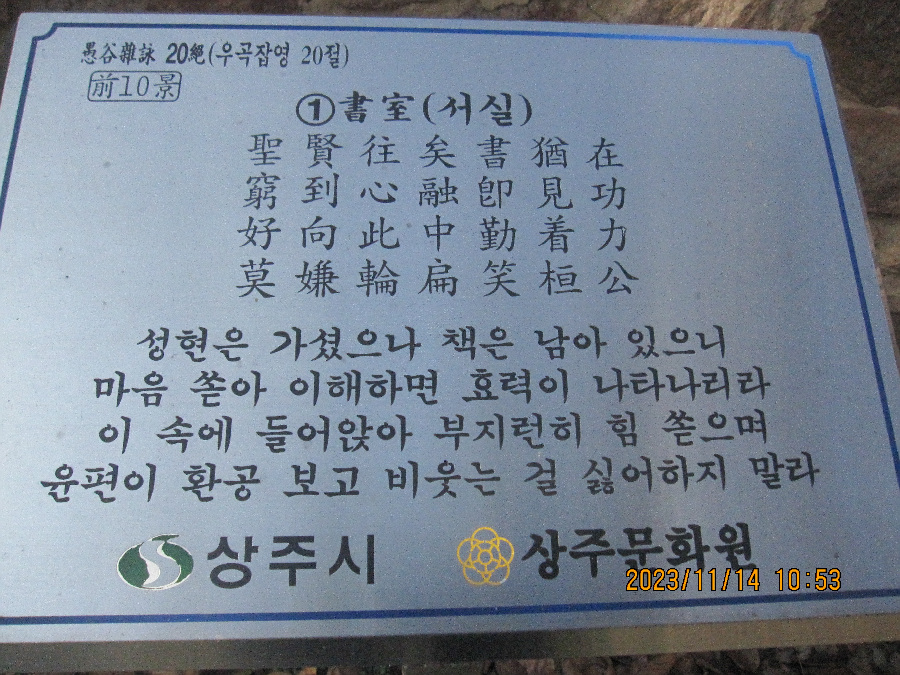 愚谷雜詠 20絶(우곡잡영 20절)
前10景
①書室(서실)
聖賢往矣書猶在
窮到心融卽見功
好向此中勤着力
莫嫌輪扁笑桓公
성현은 가셨으나 책은 남아 있으니
마음 쏟아 이해하면 효력이 나타나리라
이 속에 들어앉아 부지런히 힘 쏟으며
윤편이 환공 보고 비웃는 걸 싫어하지 말라
상주시 상주문화원
2023/11/14 10:53